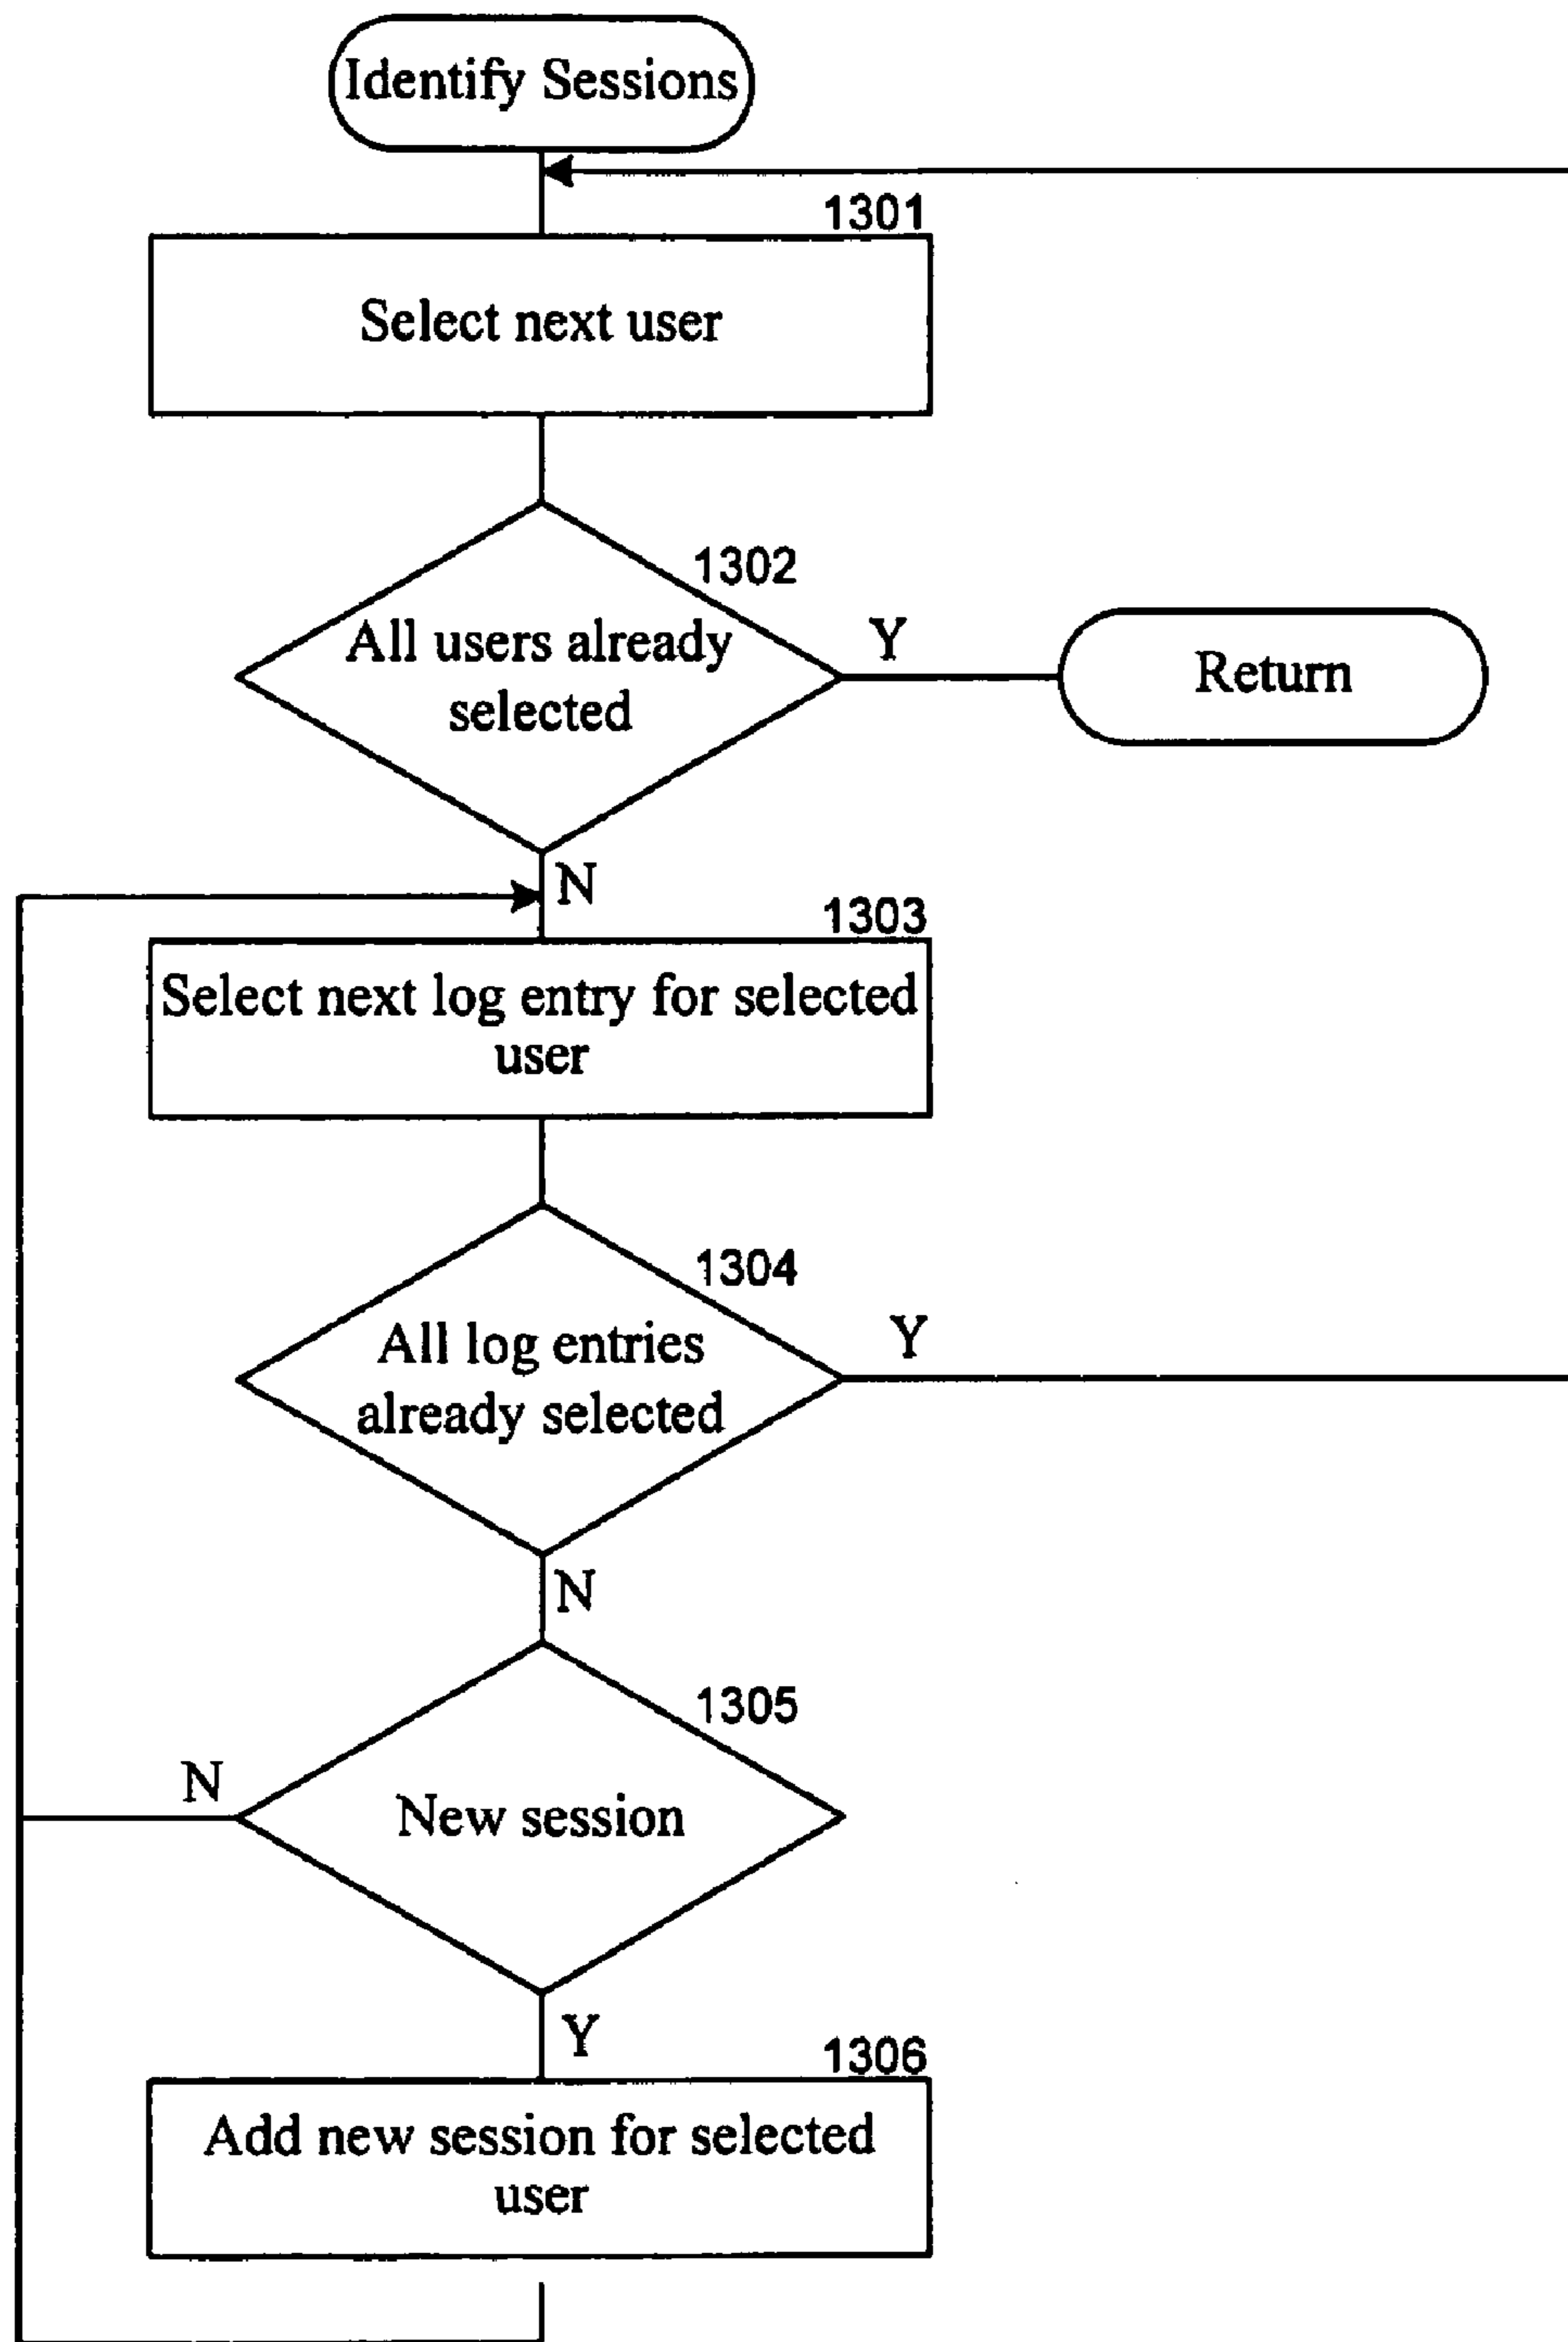 Identify Sessions
1301
Select next user
1302
All users already
selected
Y
Return
N
1303
Select next log entry for selected
user
1304
All log entries
already selected
Y
N
1305
New session
N
Y
1306
Add new session for selected
user